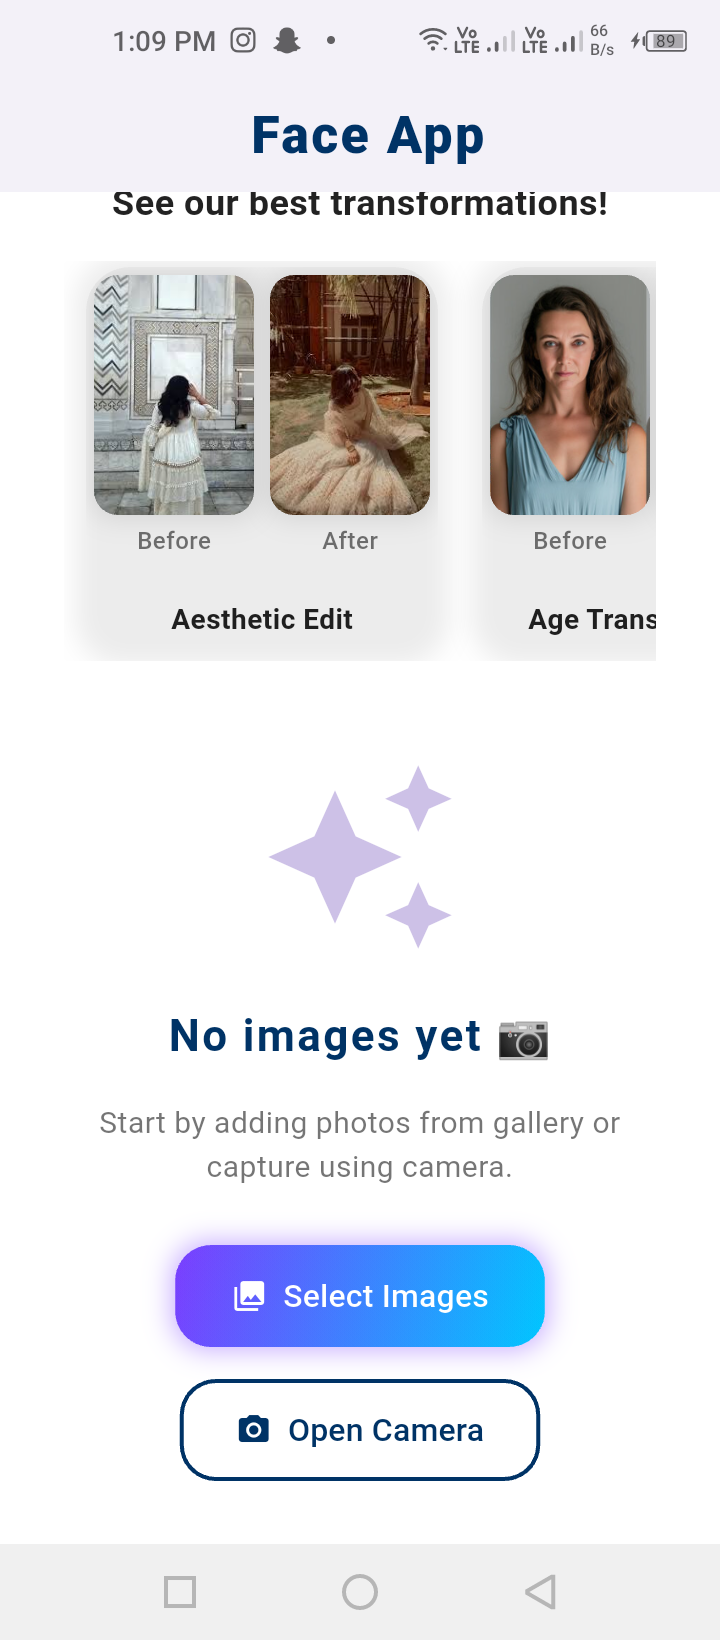 1:09 PM
Vo LTE
Vo LTE
66 B/s
89
Face App
See our best transformations!
Before
After
Before
Aesthetic Edit
Age Trans
No images yet
Start by adding photos from gallery or
capture using camera.
Select Images
Open Camera